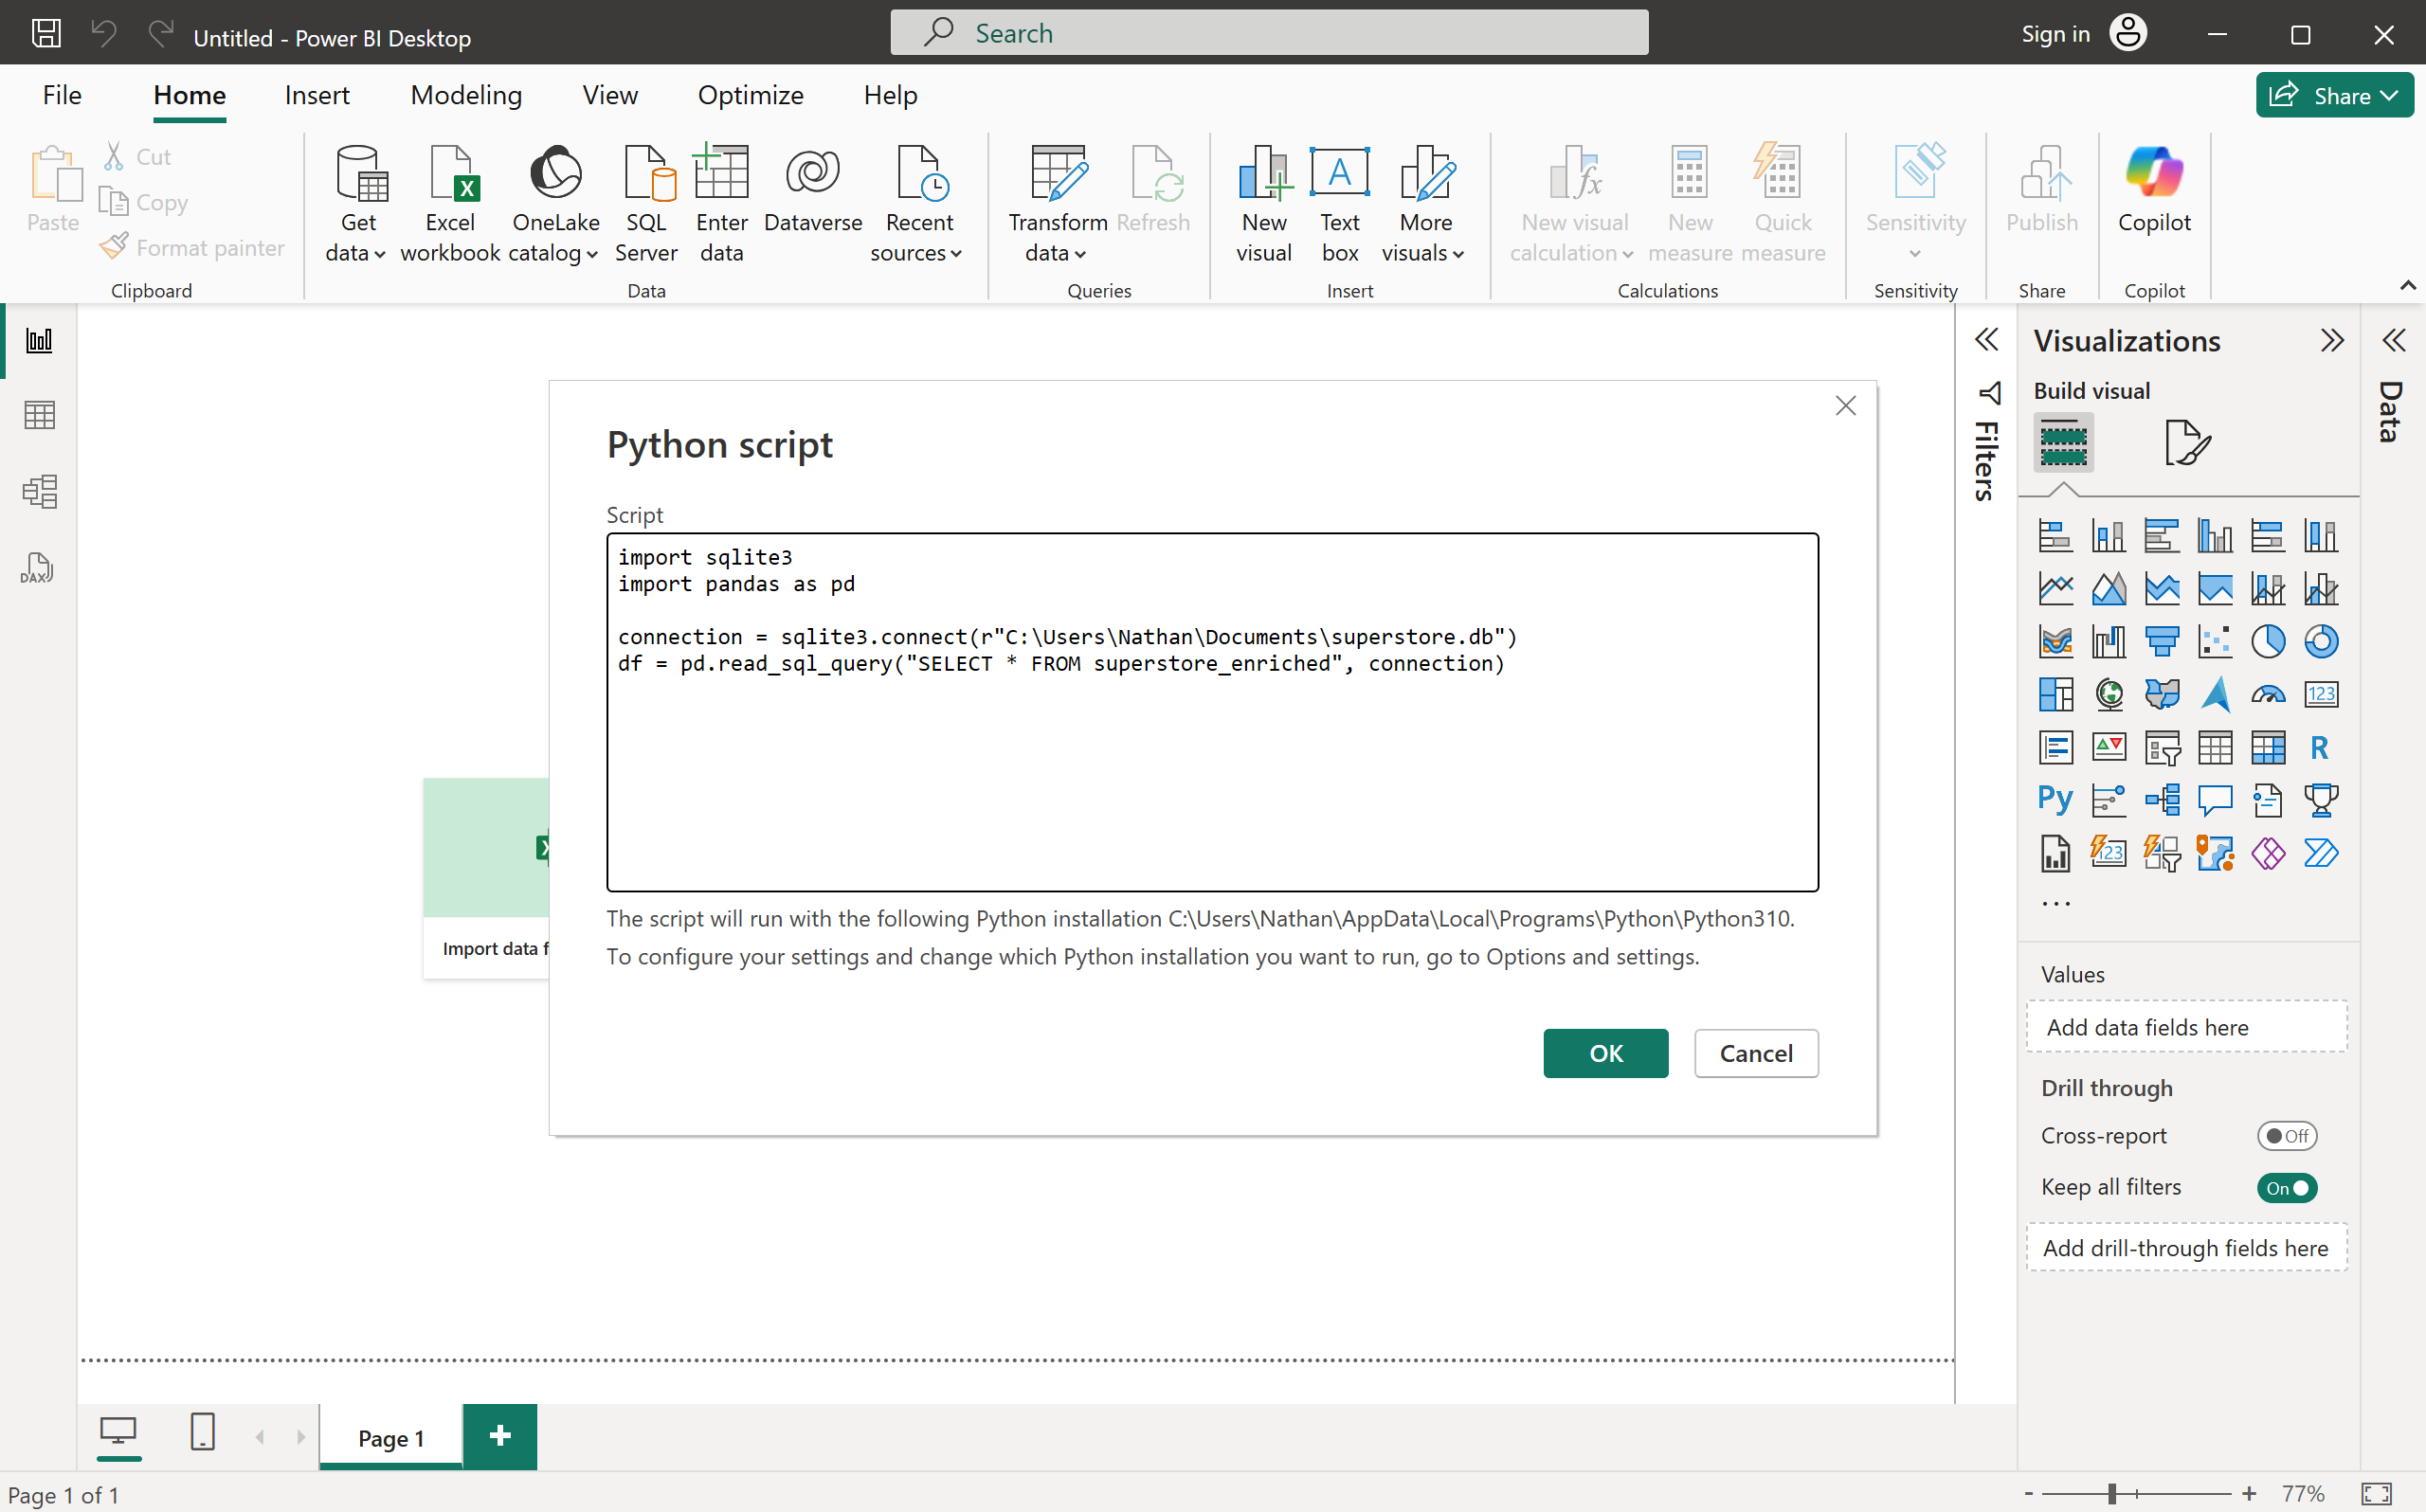 Untitled - Power BI Desktop
Search
Sign in
File
Home
Insert
Modeling
View
Optimize
Help
Share
Paste
Cut
Copy
Format painter
Clipboard
Get data
Excel workbook
OneLake catalog
SQL Server
Enter data
Dataverse
Recent sources
Data
Transform data
Refresh
Queries
New visual
Text box
More visuals
Insert
New visual calculation
New measure
Quick measure
Calculations
Sensitivity
Sensitivity
Publish
Share
Copilot
Copilot
DAX
Python script
Script
import sqlite3
import pandas as pd
connection = sqlite3.connect(r"C:\Users\Nathan\Documents\superstore.db")
df = pd.read_sql_query("SELECT * FROM superstore_enriched", connection)
The script will run with the following Python installation C:\Users\Nathan\AppData\Local\Programs\Python\Python310.
To configure your settings and change which Python installation you want to run, go to Options and settings.
OK
Cancel
Import data
Filters
Visualizations
Build visual
123
R
Py
123
Values
Add data fields here
Drill through
Cross-report
Off
Keep all filters
On
Add drill-through fields here
Data
Page 1
Page 1 of 1
77%